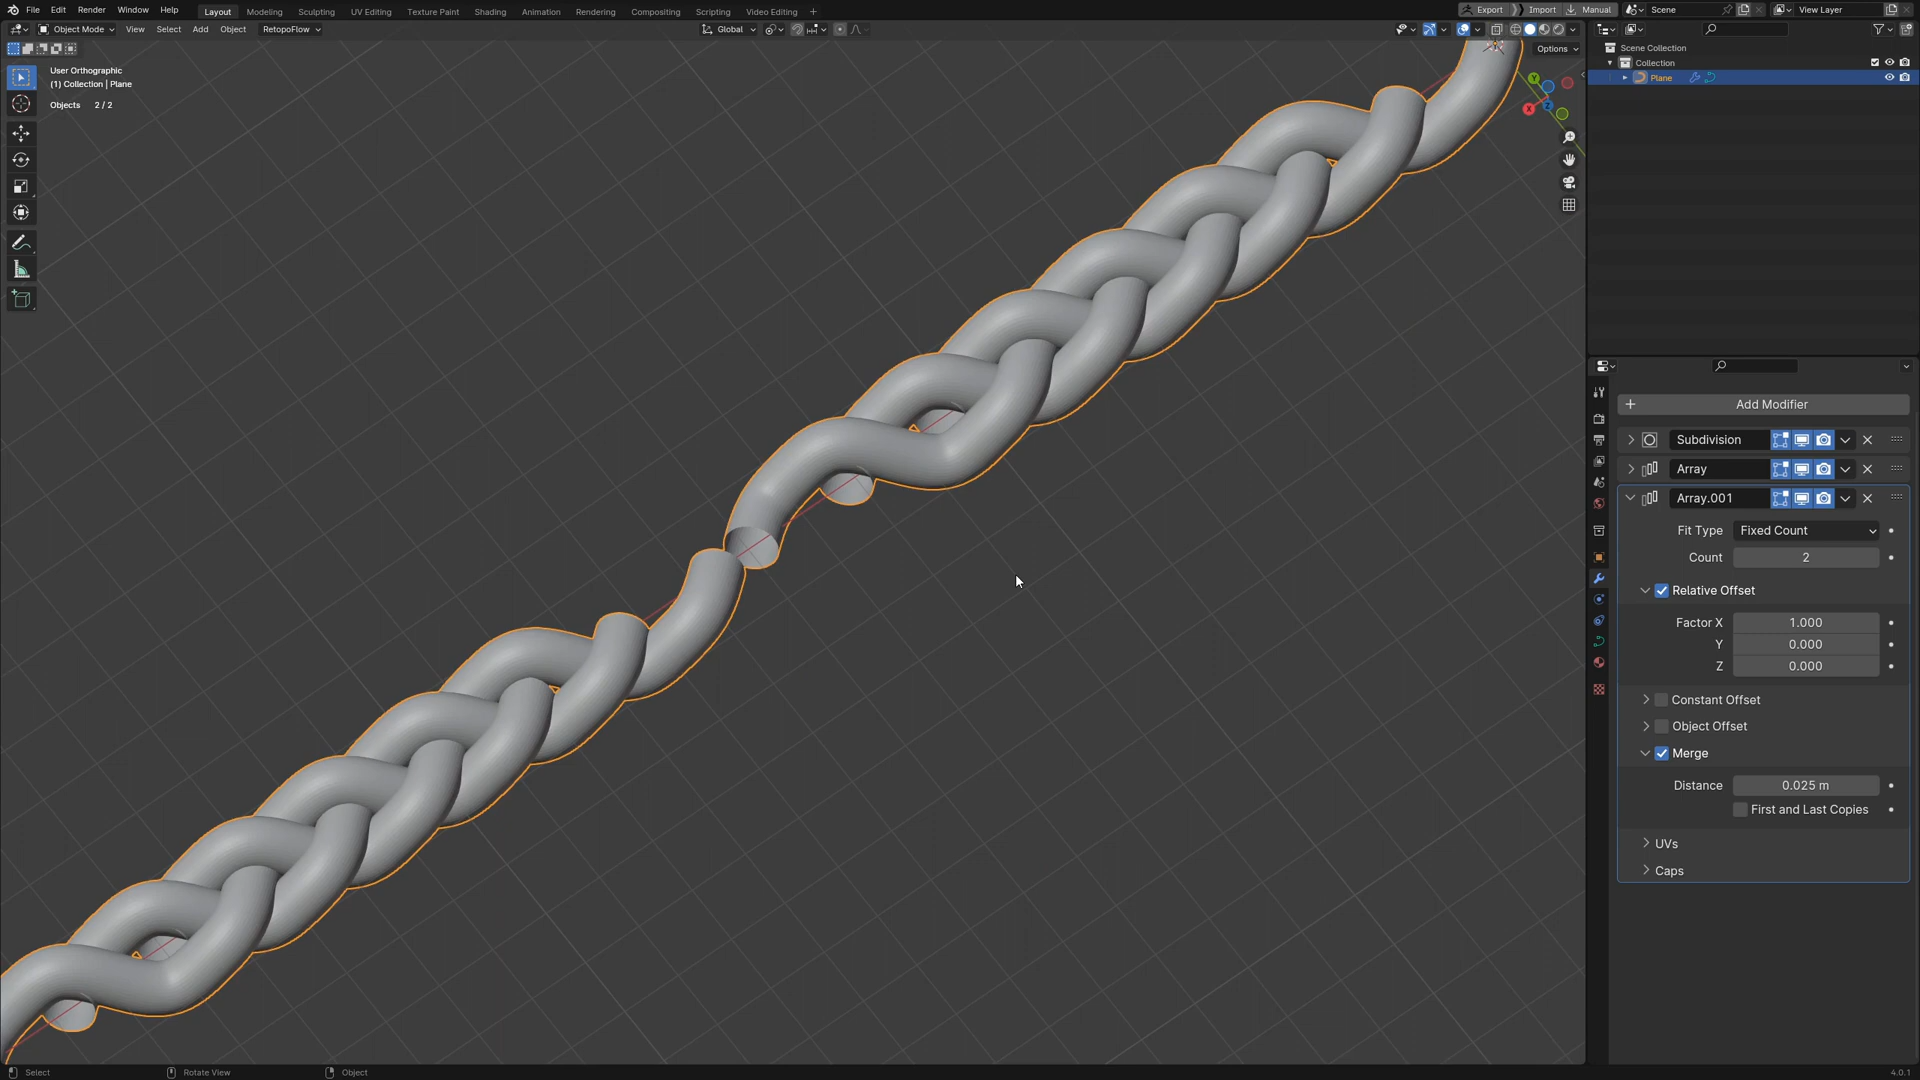 File Edit Render Window Help Layout Modeling Sculpting UV Editing Texture Paint Shading Animation Rendering Compositing Video Editing + Export Import Manual Scene View Layer
Object Mode View Select Add Object RetopoFlow Global
Options
User Orthographic
(1) Collection | Plane
Objects 2 / 2
Y
X
Z
Scene Collection
Collection
Plane
+ Add Modifier
Subdivision
Array
Array.001
Fit Type Fixed Count
Count 2
Relative Offset
Factor X 1.000
Y 0.000
Z 0.000
Constant Offset
Object Offset
Merge
Distance 0.025 m
First and Last Copies
UVs
Caps
Select Rotate View Object 4.0.1